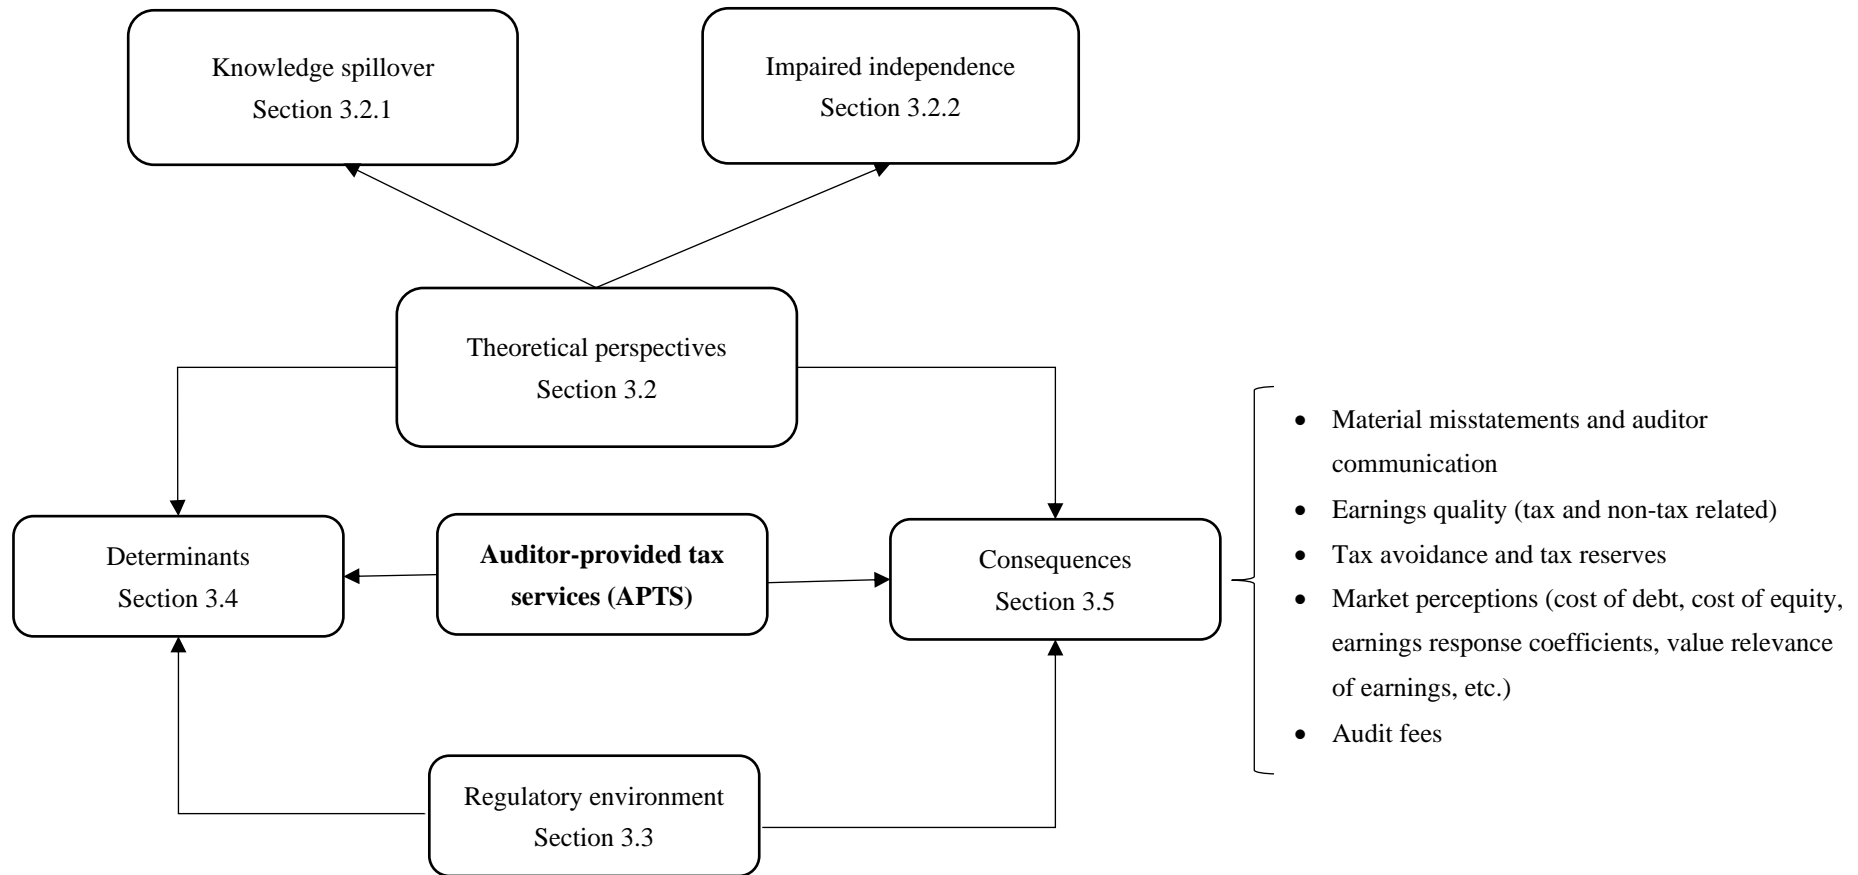 Knowledge spillover
Section 3.2.1
Impaired independence
Section 3.2.2
Theoretical perspectives
Section 3.2
Determinants
Section 3.4
Auditor-provided tax
services (APTS)
Consequences
Section 3.5
• Material misstatements and auditor
communication
• Earnings quality (tax and non-tax related)
• Tax avoidance and tax reserves
• Market perceptions (cost of debt, cost of equity,
earnings response coefficients, value relevance
of earnings, etc.)
• Audit fees
Regulatory environment
Section 3.3